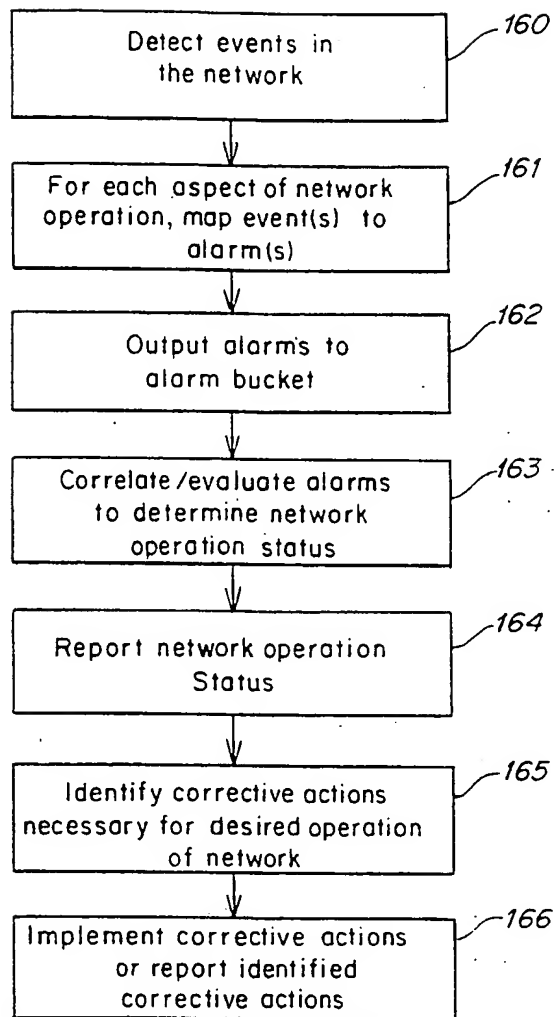 160
Detect events in
the network
161
For each aspect of network
operation, map event(s) to
alarm(s)
162
Output alarms to
alarm bucket
163
Correlate/evaluate alarms
to determine network
operation status
164
Report network operation
Status
165
Identify corrective actions
necessary for desired operation
of network
166
Implement corrective actions
or report identified
corrective actions